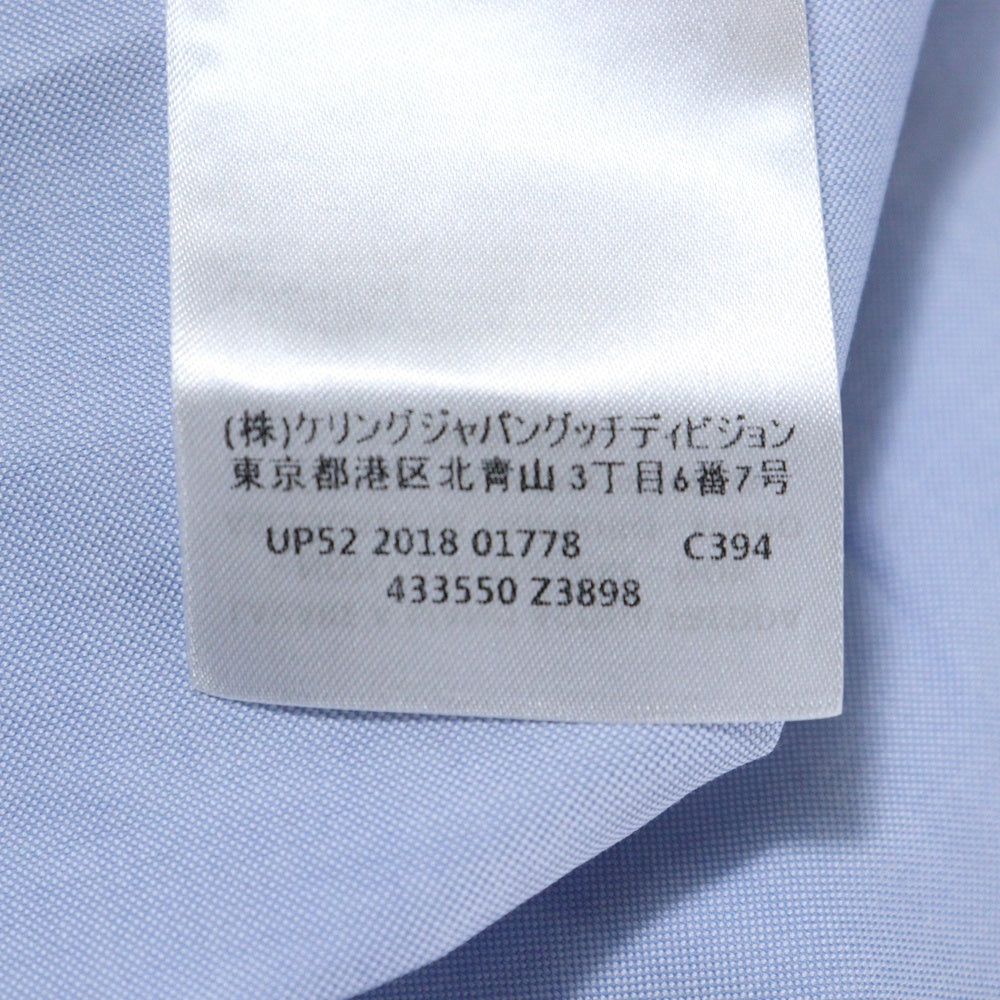 (株)ケリングジャパングッチディビジョン
東京都港区北青山3丁目6番7号
UP52 2018 01778 C394
433550 Z3898